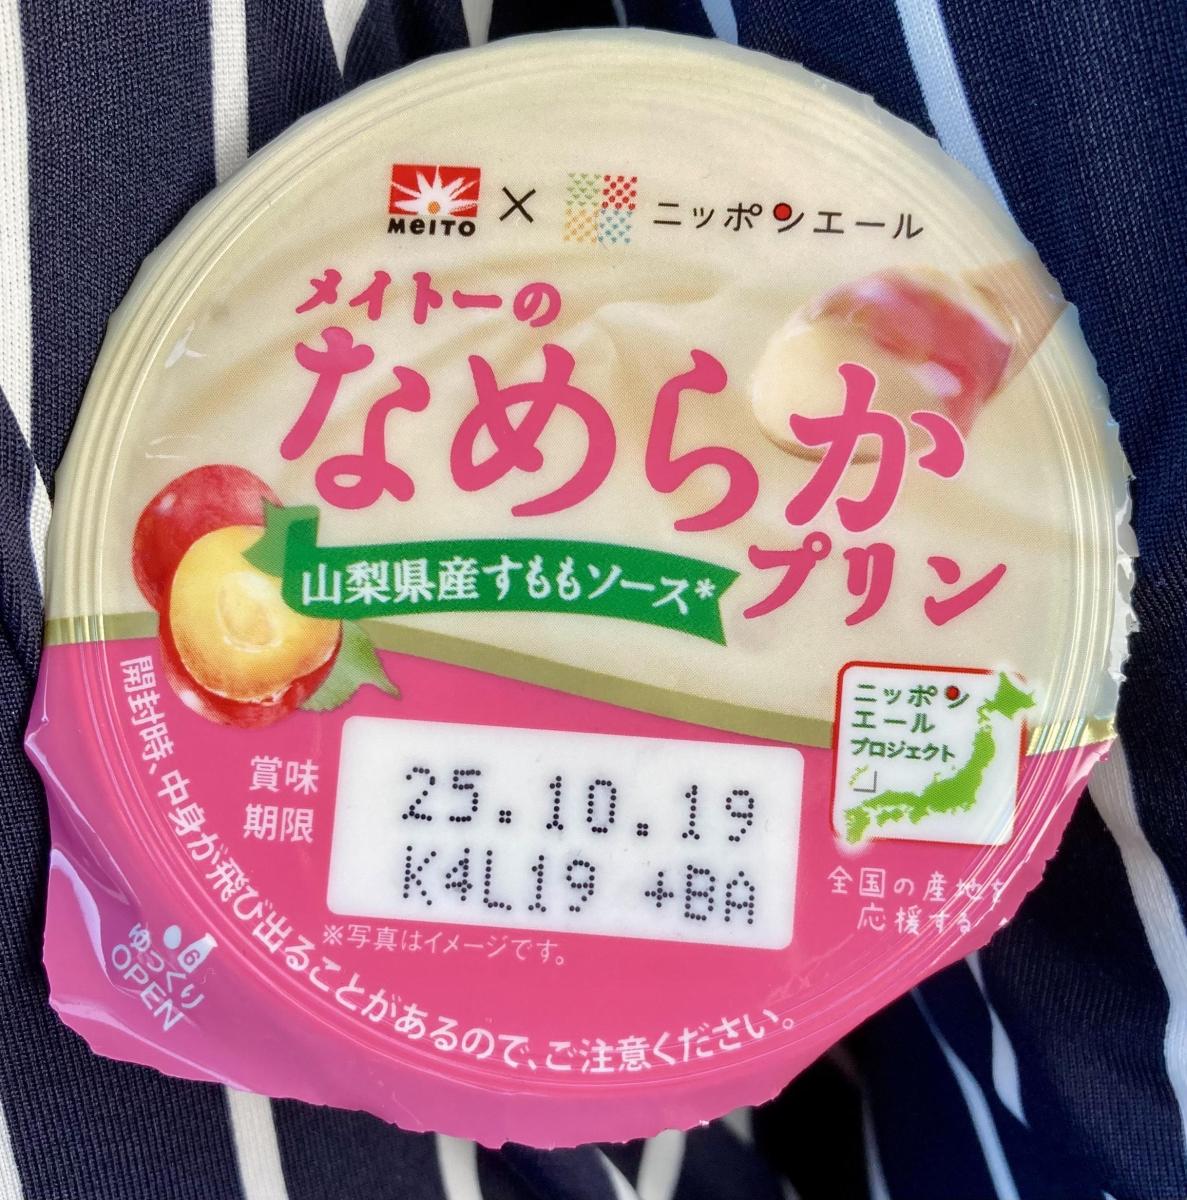 MEITO × ニッポンエール
メイトーの
なめらか
プリン
山梨県産すももソース*
ニッポン
エール
プロジェクト
全国の産地を
応援する
賞味
期限
25.10.19
K4L19 +BA
※写真はイメージです。
開封時、中身が飛び出ることがあるので、ご注意ください。
6
ゆっくり
OPEN